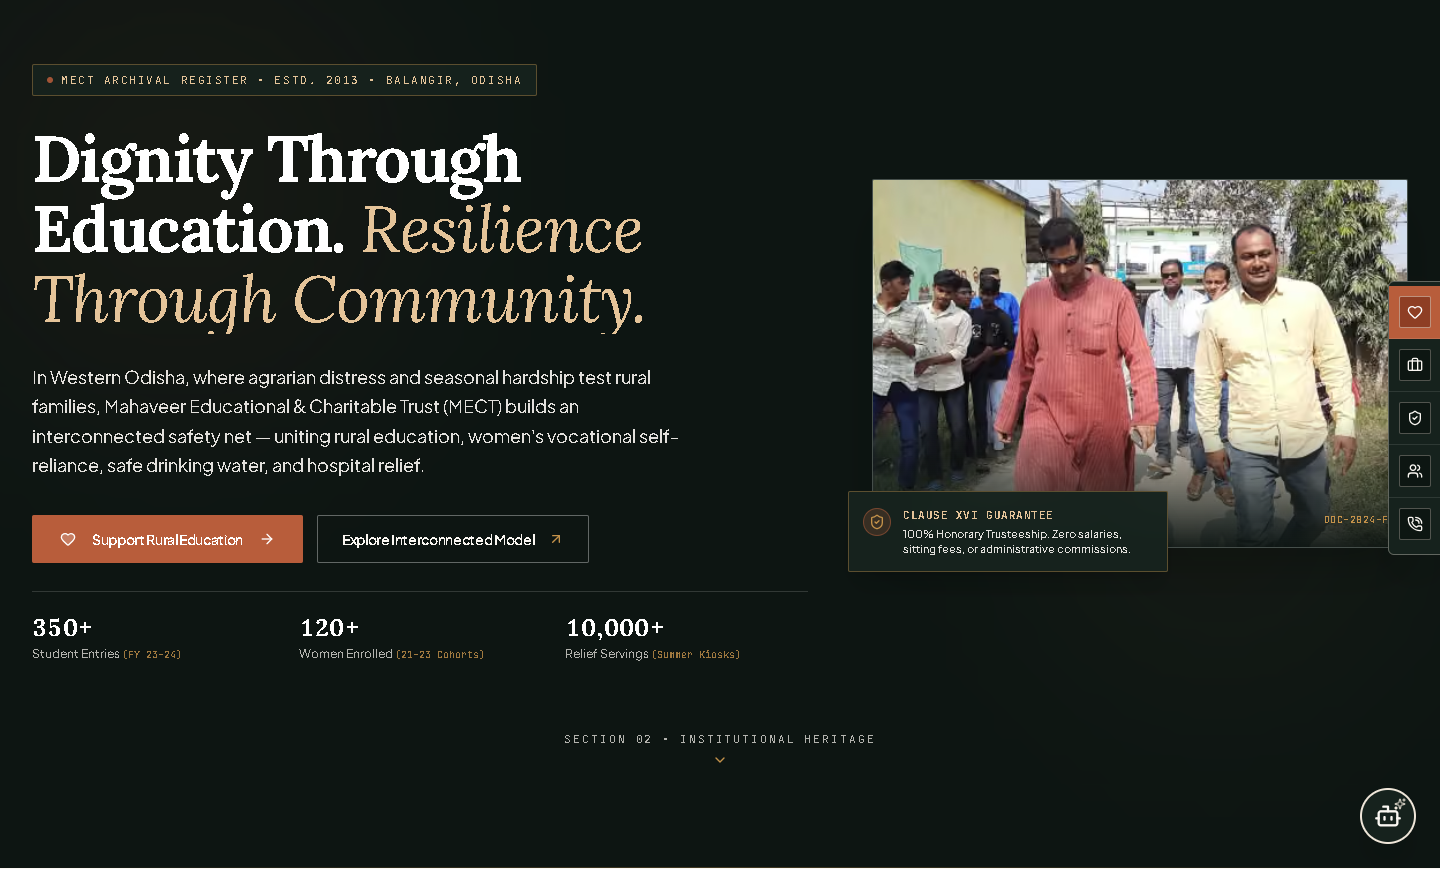 MECT ARCHIVAL REGISTER • ESTD. 2013 • BALANGIR, ODISHA
Dignity Through
Education. Resilience
Through Community.
In Western Odisha, where agrarian distress and seasonal hardship test rural
families, Mahaveer Educational & Charitable Trust (MECT) builds an
interconnected safety net — uniting rural education, women's vocational self-
reliance, safe drinking water, and hospital relief.
Support Rural Education
Explore Interconnected Model
350+
Student Entries (FY 23-24)
120+
Women Enrolled (21-23 Cohorts)
10,000+
Relief Servings (Summer Kiosks)
CLAUSE XVI GUARANTEE
100% Honorary Trusteeship. Zero salaries,
sitting fees, or administrative commissions.
DOC-2024-F
SECTION 02 • INSTITUTIONAL HERITAGE